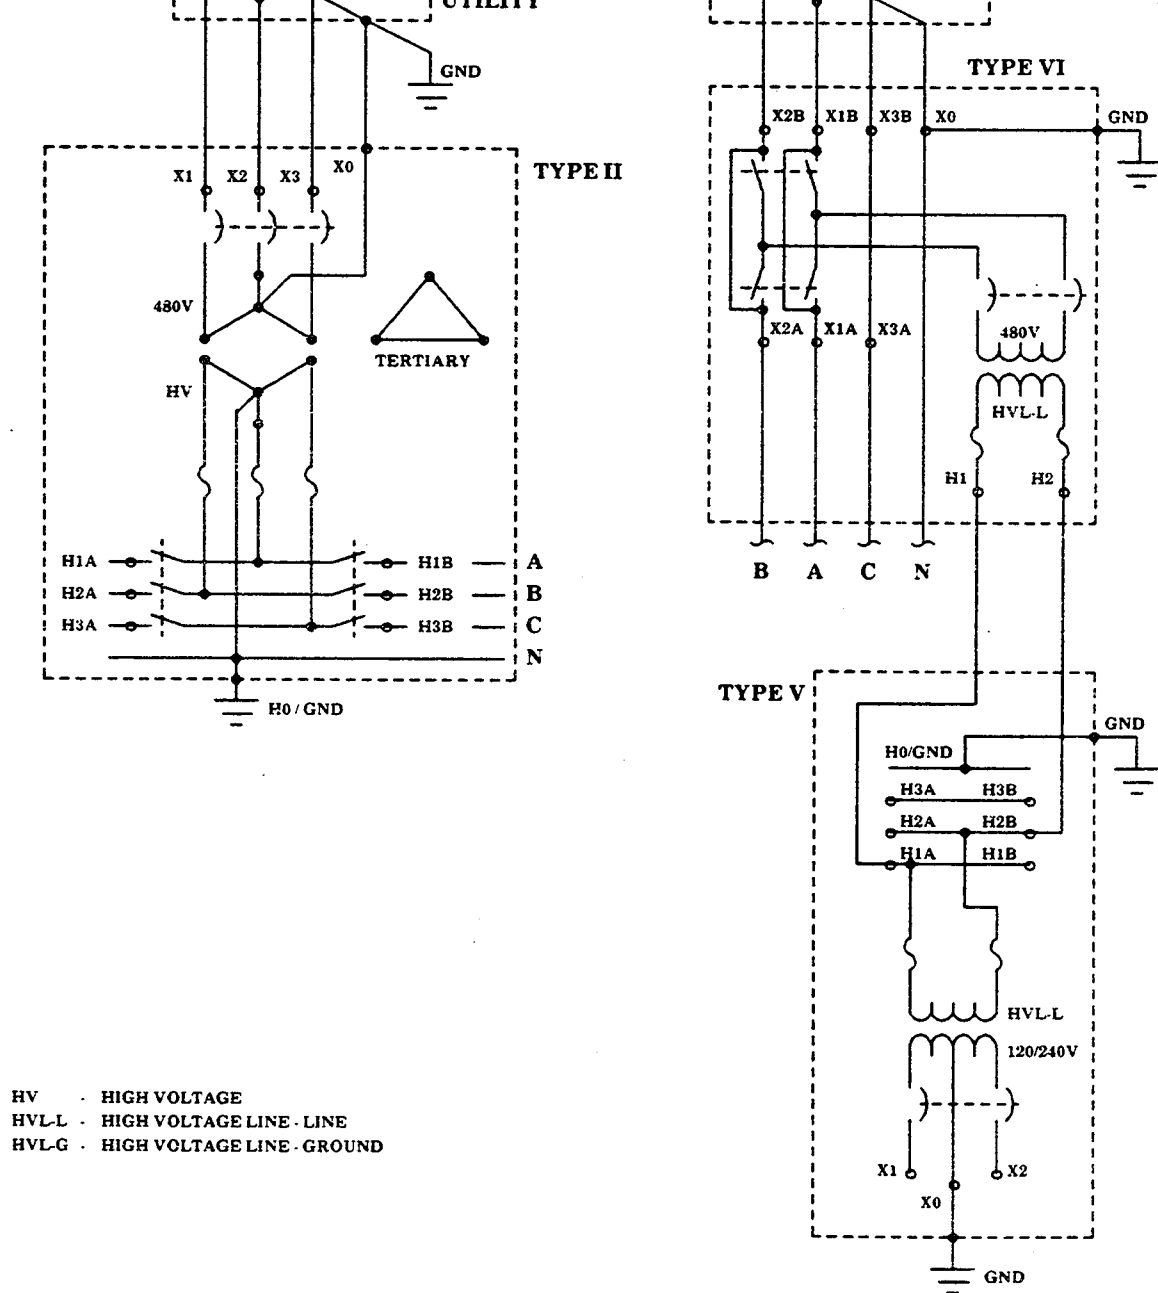 UTILITY
GND
TYPE II
X1 X2 X3 X0
480V
TERTIARY
HV
H1A H1B A
H2A H2B B
H3A H3B C
N
H0 / GND
TYPE VI
X2B X1B X3B X0
GND
480V
X2A X1A X3A
HVL-L
H1 H2
B A C N
TYPE V
GND
H0/GND
H3A H3B
H2A H2B
H1A H1B
HVL-L
120/240V
X1 X2
X0
GND
HV - HIGH VOLTAGE
HVL-L - HIGH VOLTAGE LINE - LINE
HVL-G - HIGH VOLTAGE LINE - GROUND